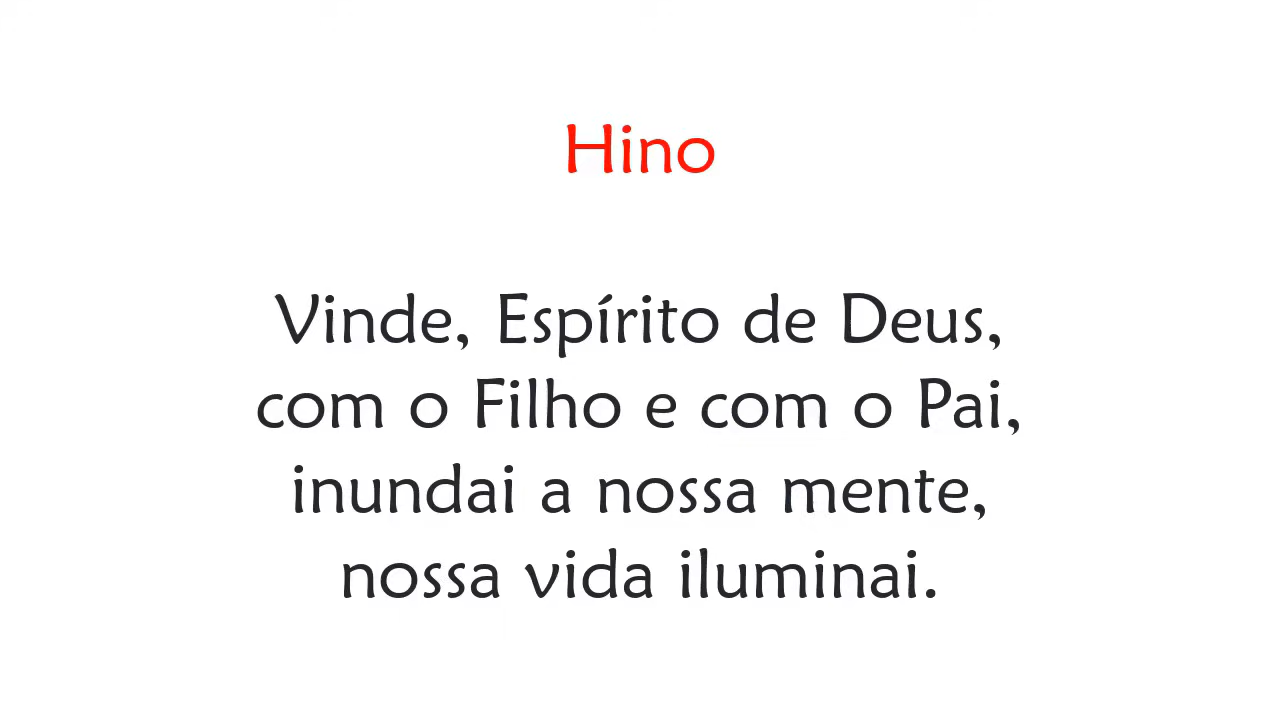 Hino
Vinde, Espírito de Deus,
com o Filho e com o Pai,
inundai a nossa mente,
nossa vida iluminai.